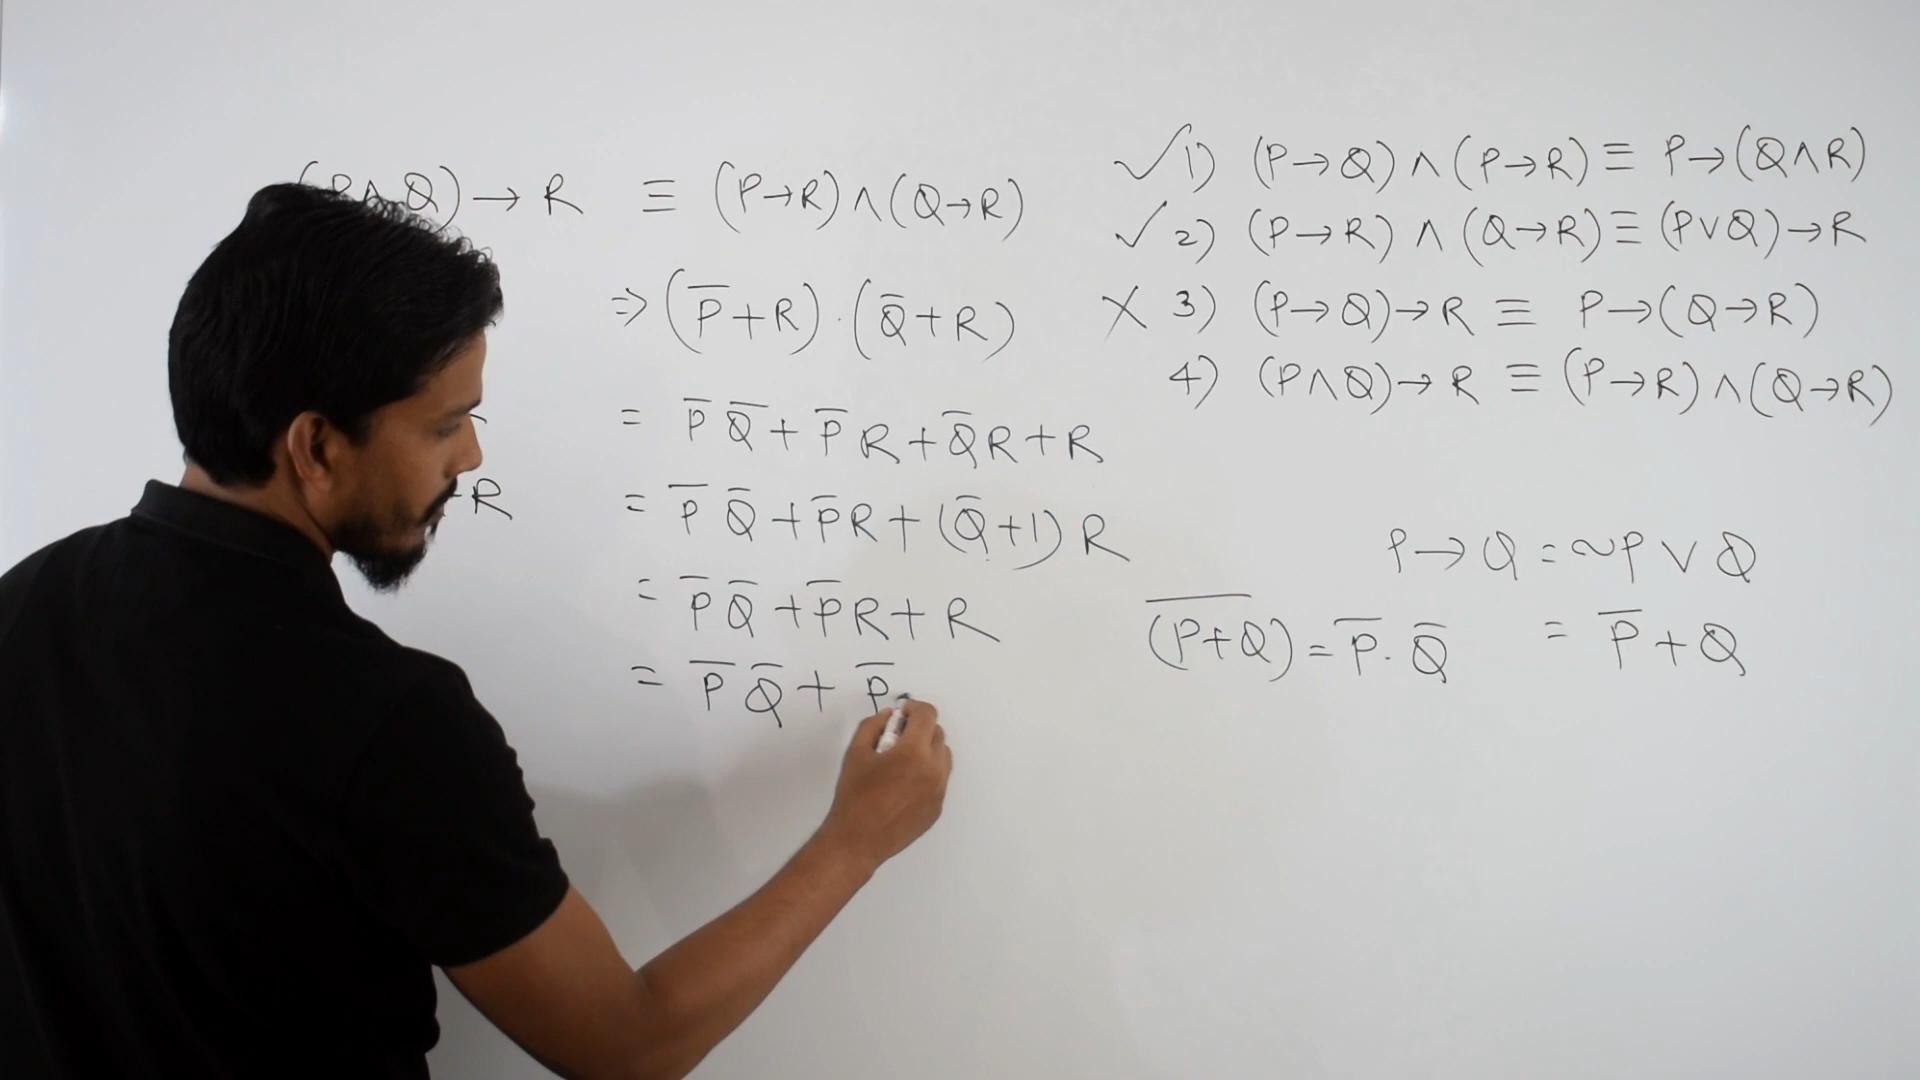 (P∧Q)→R ≡ (P→R)∧(Q→R)
⇒ (P̅+R)·(Q̅+R)
= P̅ Q̅ + P̅ R + Q̅ R + R
R = P̅ Q̅ + P̅R + (Q̅+1) R
= P̅ Q̅ + P̅R + R
= P̅ Q̅ + P̅
✓ 1) (P→Q) ∧ (P→R) ≡ P→(Q∧R)
✓ 2) (P→R) ∧ (Q→R) ≡ (P∨Q)→R
X 3) (P→Q)→R ≡ P→(Q→R)
4) (P∧Q)→R ≡ (P→R)∧(Q→R)
P→Q = ~P ∨ Q
= P̅ + Q
(P+Q)̅ = P̅ · Q̅